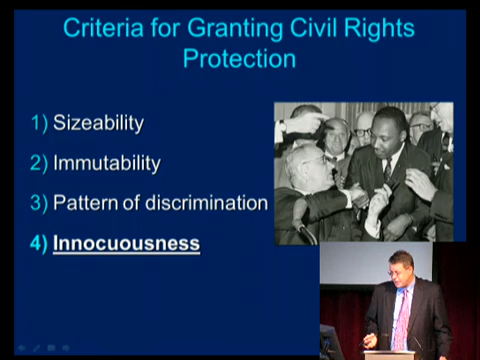 Criteria for Granting Civil Rights
Protection
1) Sizeability
2) Immutability
3) Pattern of discrimination
4) Innocuousness